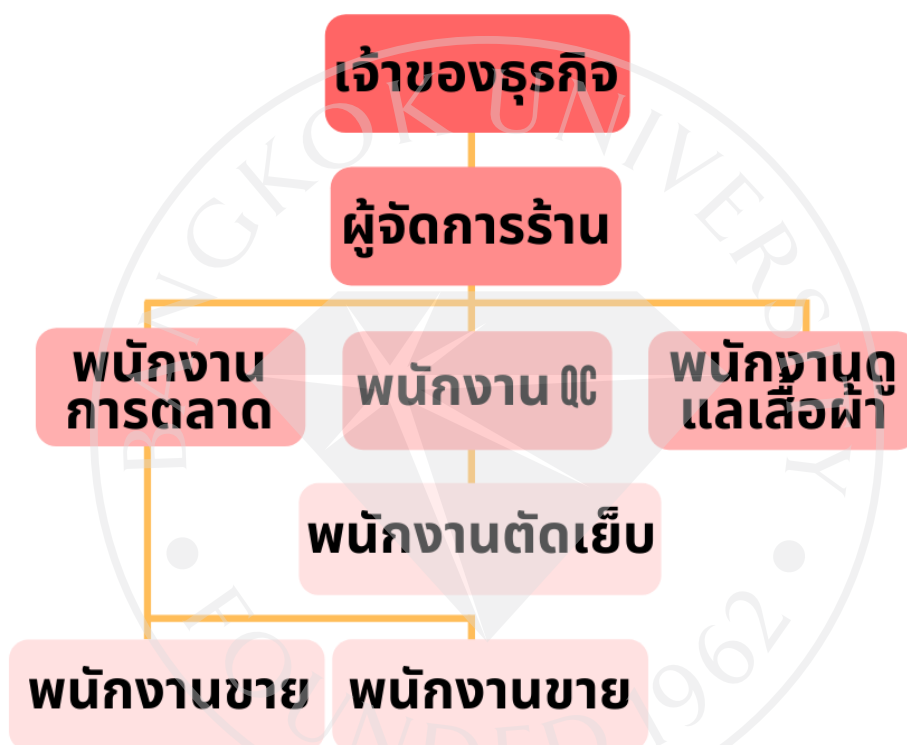 เจ้าของธุรกิจ
ผู้จัดการร้าน
พนักงาน
การตลาด
พนักงาน QC
พนักงานดู
แลเสื้อผ้า
พนักงานตัดเย็บ
พนักงานขาย
พนักงานขาย
BANGKOK UNIVERSITY
FOUNDED 1962